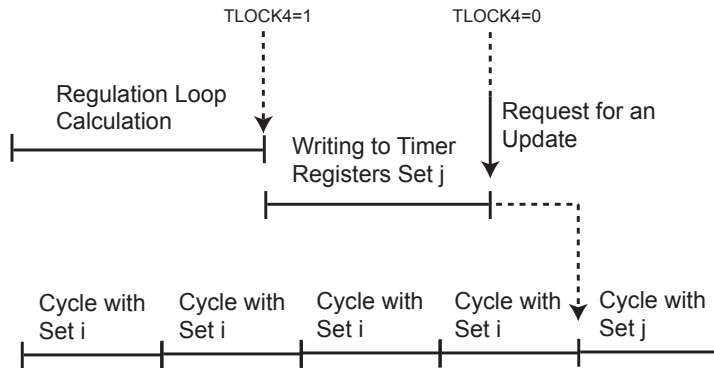 TLOCK4=1
TLOCK4=0
Regulation Loop
Calculation
Request for an
Update
Writing to Timer
Registers Set j
Cycle with
Set i
Cycle with
Set i
Cycle with
Set i
Cycle with
Set i
Cycle with
Set j